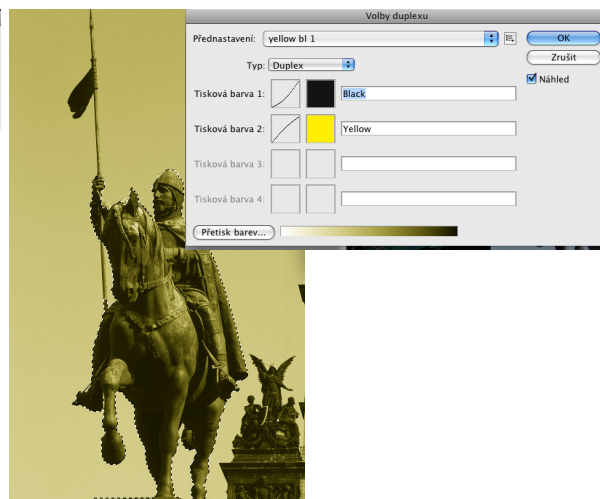 Volby duplexu
Přednastavení: yellow bl 1
OK
Zrušit
Typ: Duplex
Náhled
Tisková barva 1: Black
Tisková barva 2: Yellow
Tisková barva 3:
Tisková barva 4:
Přetisk barev...